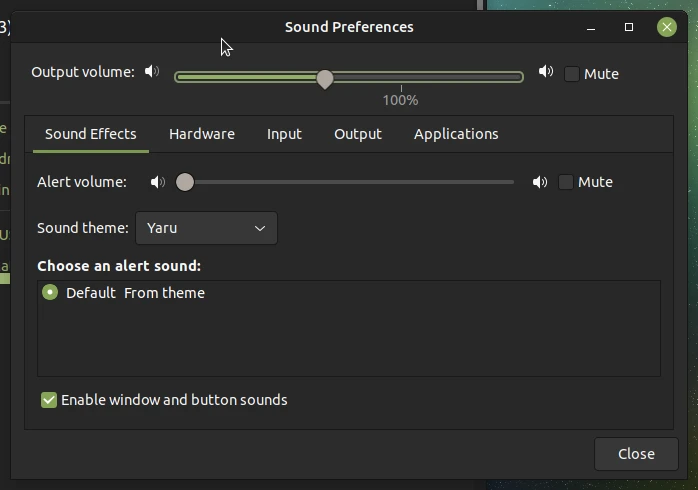 3)
Sound Preferences
Output volume: Mute
100%
Sound Effects Hardware Input Output Applications
Alert volume: Mute
Sound theme: Yaru
Choose an alert sound:
Default From theme
Enable window and button sounds
Close